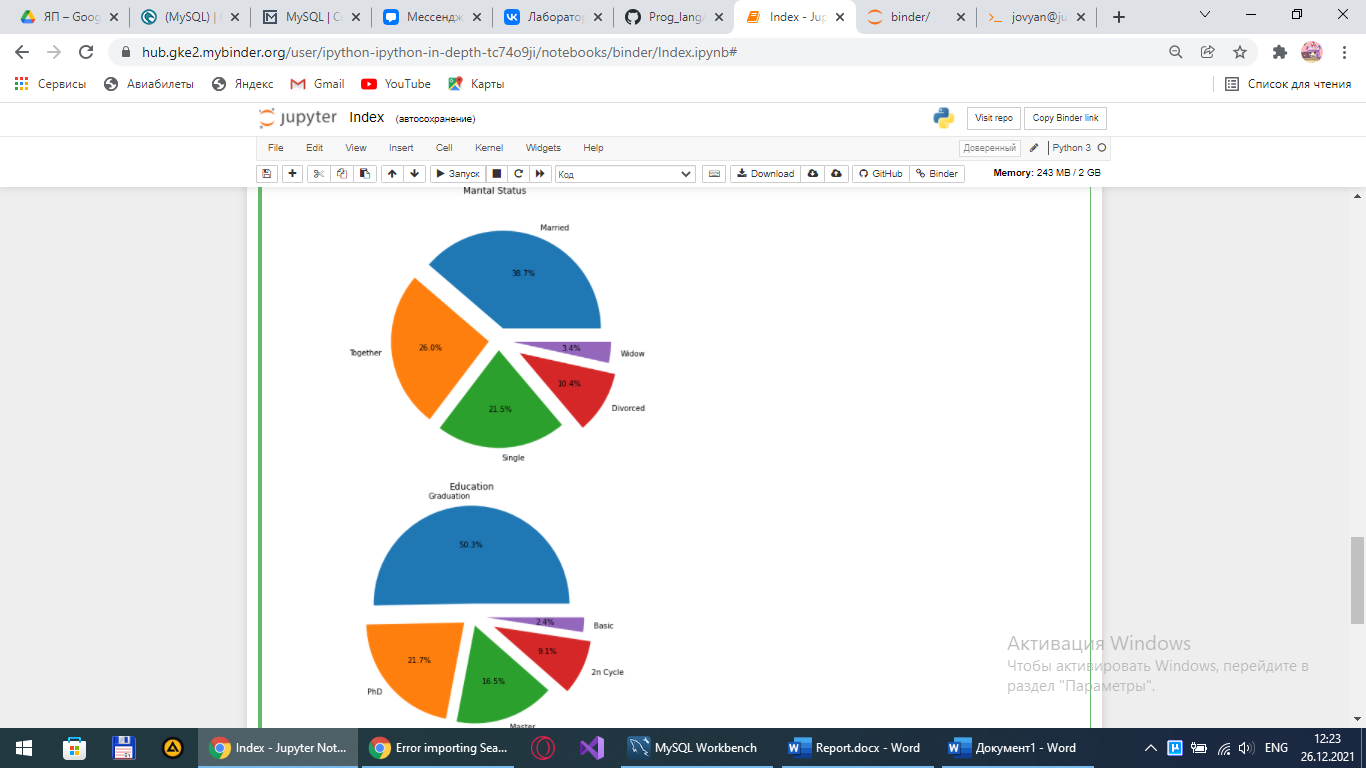 ЯП – Goog
(MySQL) | (
MySQL | Co
Мессендж
Лаборатор
Prog_lang/
Index - Jup
binder/
jovyan@ju
hub.gke2.mybinder.org/user/ipython-ipython-in-depth-tc74o9ji/notebooks/binder/Index.ipynb#
Сервисы Авиабилеты Яндекс Gmail YouTube Карты Список для чтения
jupyter Index (автосохранение) Visit repo Copy Binder link
File Edit View Insert Cell Kernel Widgets Help Доверенный Python 3
Запуск Код Download GitHub Binder Memory: 243 MB / 2 GB
Marital Status
Married
38.7%
Together
26.0%
3.4%
Widow
10.4%
Divorced
21.5%
Single
Education
Graduation
50.3%
2.4%
Basic
9.1%
2n Cycle
21.7%
PhD
16.5%
Master
Активация Windows
Чтобы активировать Windows, перейдите в
раздел "Параметры".
Index - Jupyter Not... Error importing Sea... MySQL Workbench Report.docx - Word Документ1 - Word ENG 12:23
26.12.2021